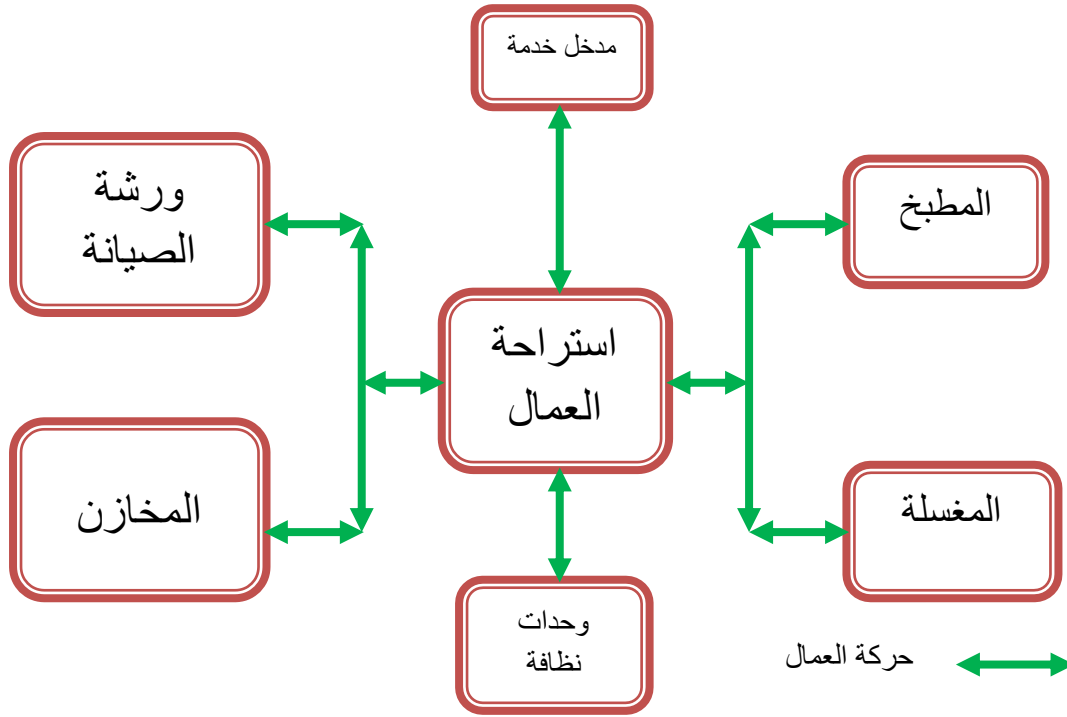 مدخل خدمة
ورشة
الصيانة
المطبخ
استراحة
العمال
المخازن
المغسلة
وحدات
نظافة
حركة العمال